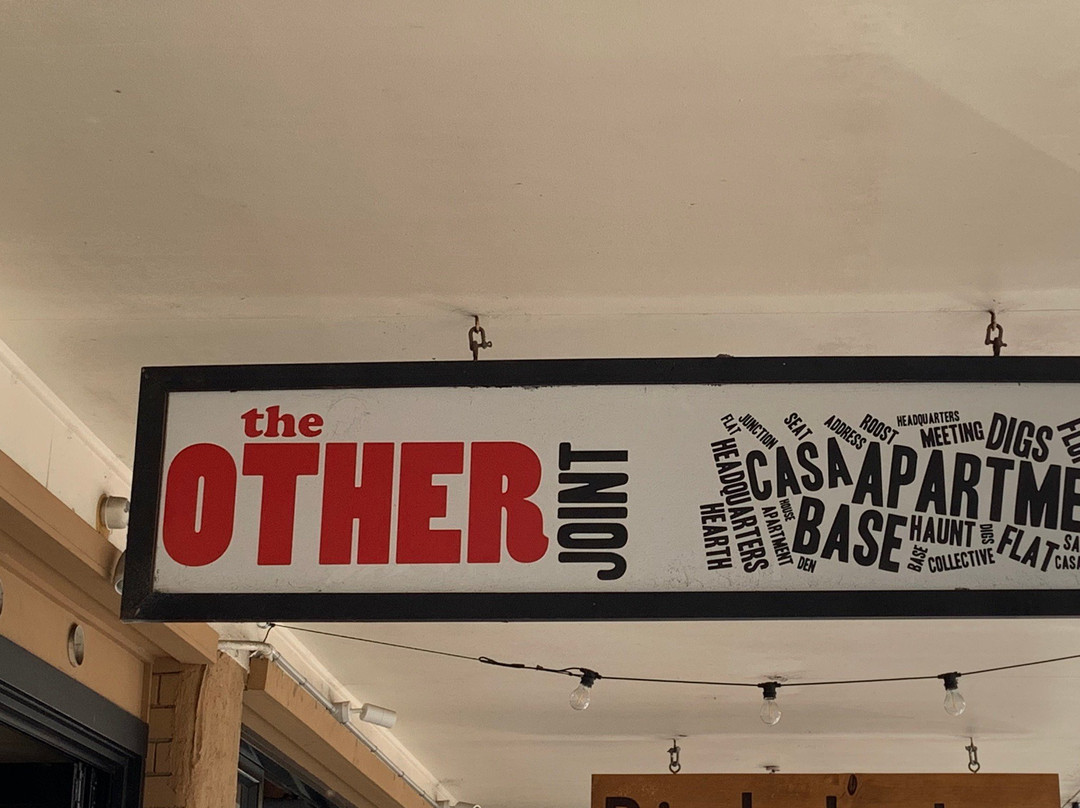 the
OTHER
JOINT
FLAT
JUNCTION
SEAT
ADDRESS
ROOST
HEADQUARTERS
MEETING
DIGS
HEADQUARTERS
CASA
APARTME
HEARTH
APARTMENT
HOUSE
BASE
HAUNT
DIGS
FLAT
DEN
BASE
COLLECTIVE
CASA